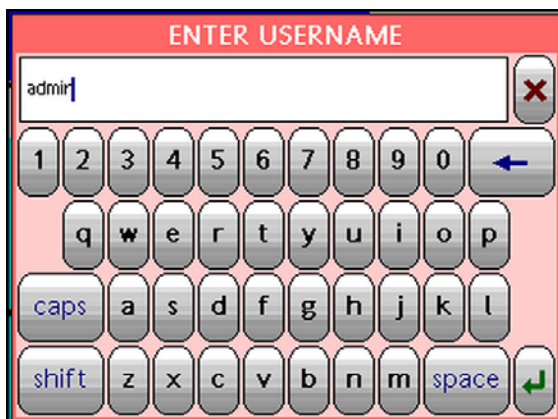 ENTER USERNAME
admin
1 2 3 4 5 6 7 8 9 0
q w e r t y u i o p
caps a s d f g h j k l
shift z x c v b n m space